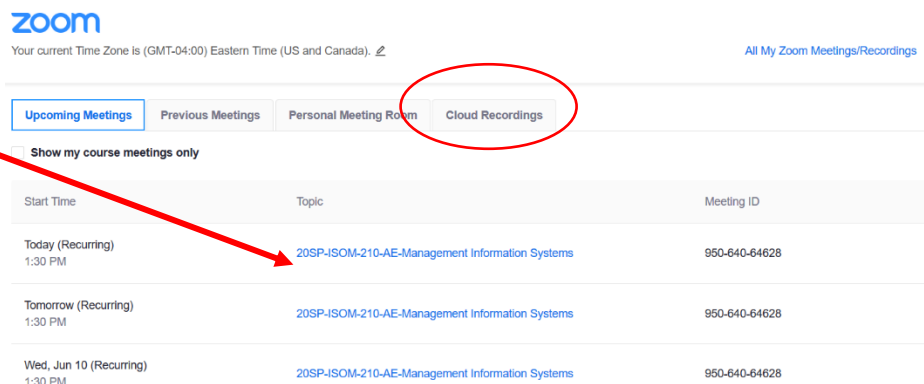 zoom
Your current Time Zone is (GMT-04:00) Eastern Time (US and Canada).
All My Zoom Meetings/Recordings
Upcoming Meetings Previous Meetings Personal Meeting Room Cloud Recordings
Show my course meetings only
Start Time Topic Meeting ID
Today (Recurring)
1:30 PM
20SP-ISOM-210-AE-Management Information Systems 950-640-64628
Tomorrow (Recurring)
1:30 PM
20SP-ISOM-210-AE-Management Information Systems 950-640-64628
Wed, Jun 10 (Recurring)
1:30 PM
20SP-ISOM-210-AE-Management Information Systems 950-640-64628